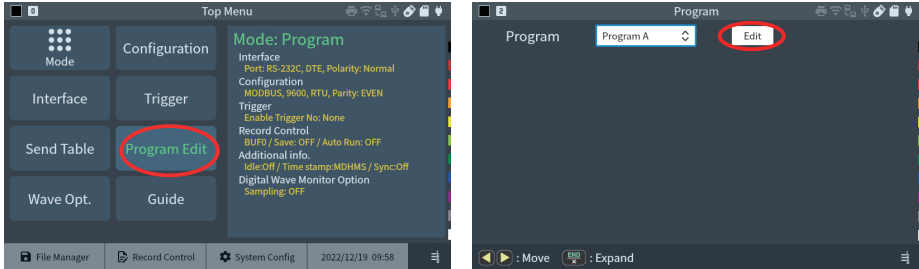 0 Top Menu
Mode
Configuration
Interface
Trigger
Send Table
Program Edit
Wave Opt.
Guide
Mode: Program
Interface
Port: RS-232C, DTE, Polarity: Normal
Configuration
MODBUS, 9600, RTU, Parity: EVEN
Trigger
Enable Trigger No: None
Record Control
BUF0 / Save: OFF / Auto Run: OFF
Additional info.
Idle:Off / Time stamp:MDHMS / Sync:Off
Digital Wave Monitor Option
Sampling: OFF
File Manager
Record Control
System Config
2022/12/19 09:58
2 Program
Program Program A Edit
: Move END X : Expand